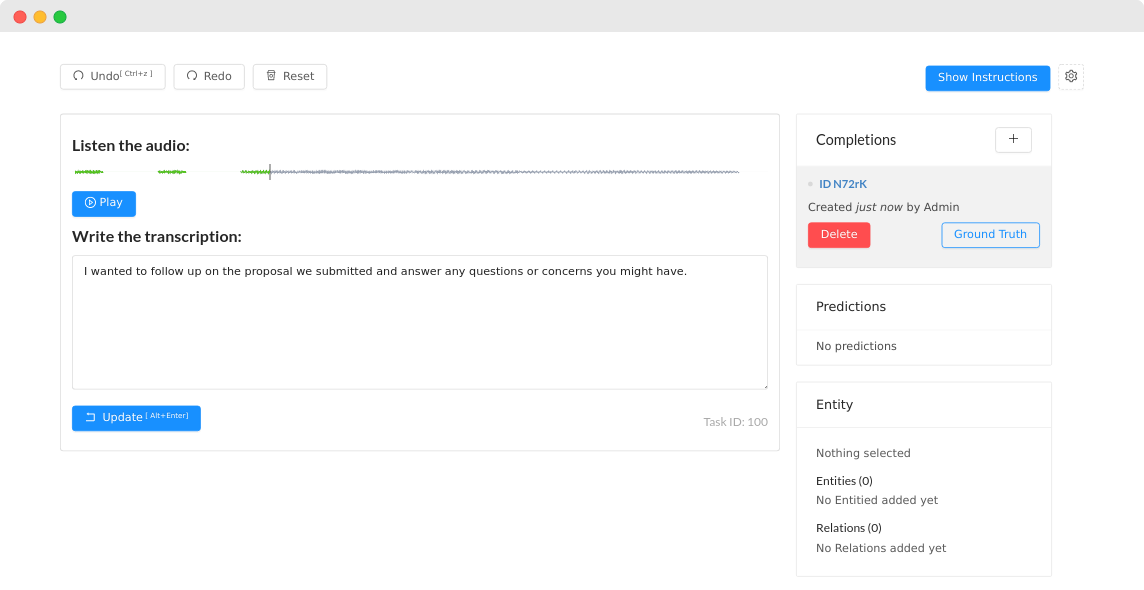 Undo[ Ctrl+z ]
Redo
Reset
Show Instructions
Listen the audio:
Play
Write the transcription:
I wanted to follow up on the proposal we submitted and answer any questions or concerns you might have.
Update [ Alt+Enter]
Task ID: 100
Completions
+
ID N72rK
Created just now by Admin
Delete
Ground Truth
Predictions
No predictions
Entity
Nothing selected
Entities (0)
No Entitied added yet
Relations (0)
No Relations added yet